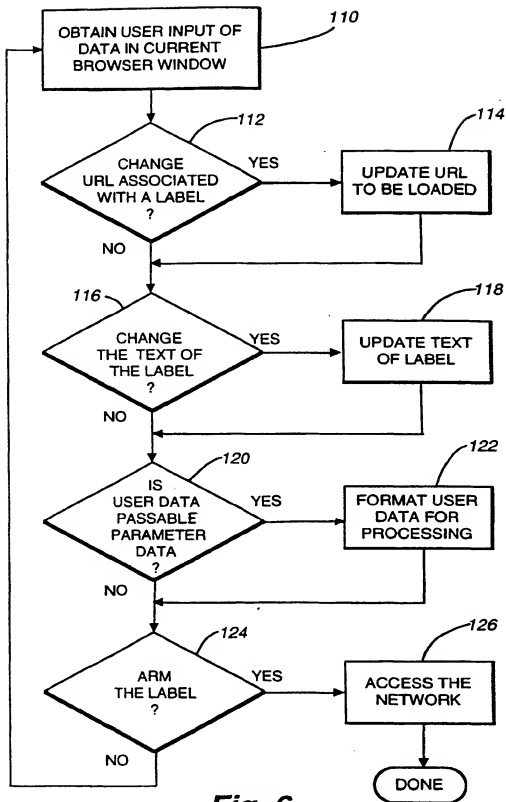 110
OBTAIN USER INPUT OF
DATA IN CURRENT
BROWSER WINDOW
112
CHANGE
URL ASSOCIATED
WITH A LABEL
?
YES
NO
114
UPDATE URL
TO BE LOADED
116
CHANGE
THE TEXT OF
THE LABEL
?
YES
NO
118
UPDATE TEXT
OF LABEL
120
IS
USER DATA
PASSABLE
PARAMETER
DATA
?
YES
NO
122
FORMAT USER
DATA FOR
PROCESSING
124
ARM
THE LABEL
?
YES
NO
126
ACCESS THE
NETWORK
DONE
Fig. 6